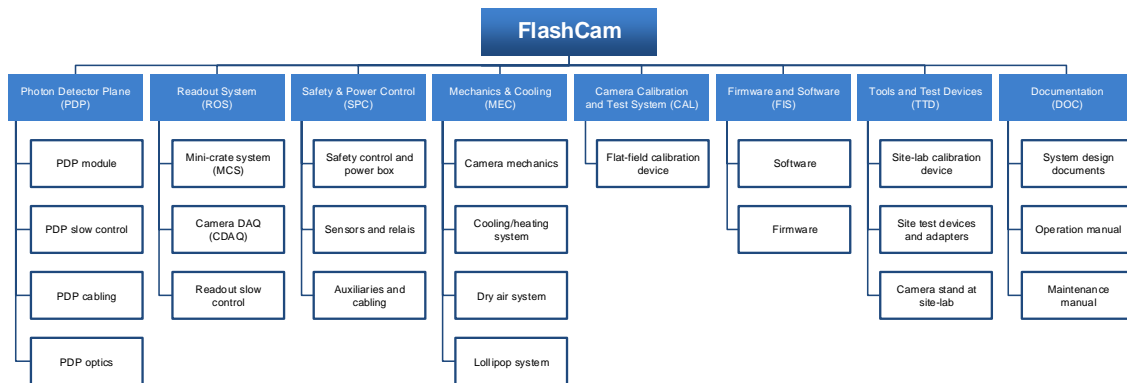 FlashCam
Photon Detector Plane
(PDP)
Readout System
(ROS)
Safety & Power Control
(SPC)
Mechanics & Cooling
(MEC)
Camera Calibration
and Test System (CAL)
Firmware and Software
(FIS)
Tools and Test Devices
(TTD)
Documentation
(DOC)
PDP module
Mini-crate system
(MCS)
Safety control and
power box
Camera mechanics
Flat-field calibration
device
Software
Site-lab calibration
device
System design
documents
PDP slow control
Camera DAQ
(CDAQ)
Sensors and relais
Cooling/heating
system
Firmware
Site test devices
and adapters
Operation manual
PDP cabling
Readout slow
control
Auxiliaries and
cabling
Dry air system
Camera stand at
site-lab
Maintenance
manual
PDP optics
Lollipop system